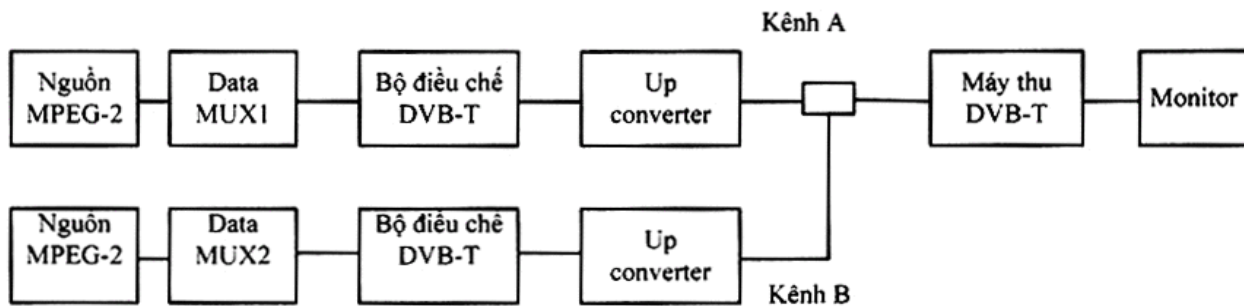 Kênh A
Nguồn
MPEG-2
Data
MUX1
Bộ điều chế
DVB-T
Up
converter
Máy thu
DVB-T
Monitor
Nguồn
MPEG-2
Data
MUX2
Bộ điều chế
DVB-T
Up
converter
Kênh B